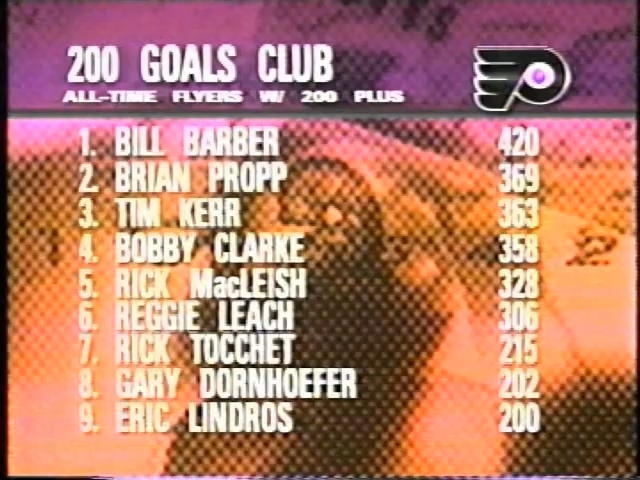 200 GOALS CLUB
ALL-TIME FLYERS W/ 200 PLUS
1. BILL BARBER 420
2. BRIAN PROPP 369
3. TIM KERR 363
4. BOBBY CLARKE 358
5. RICK MacLEISH 328
6. REGGIE LEACH 306
7. RICK TOCCHET 215
8. GARY DORNHOEFER 202
9. ERIC LINDROS 200